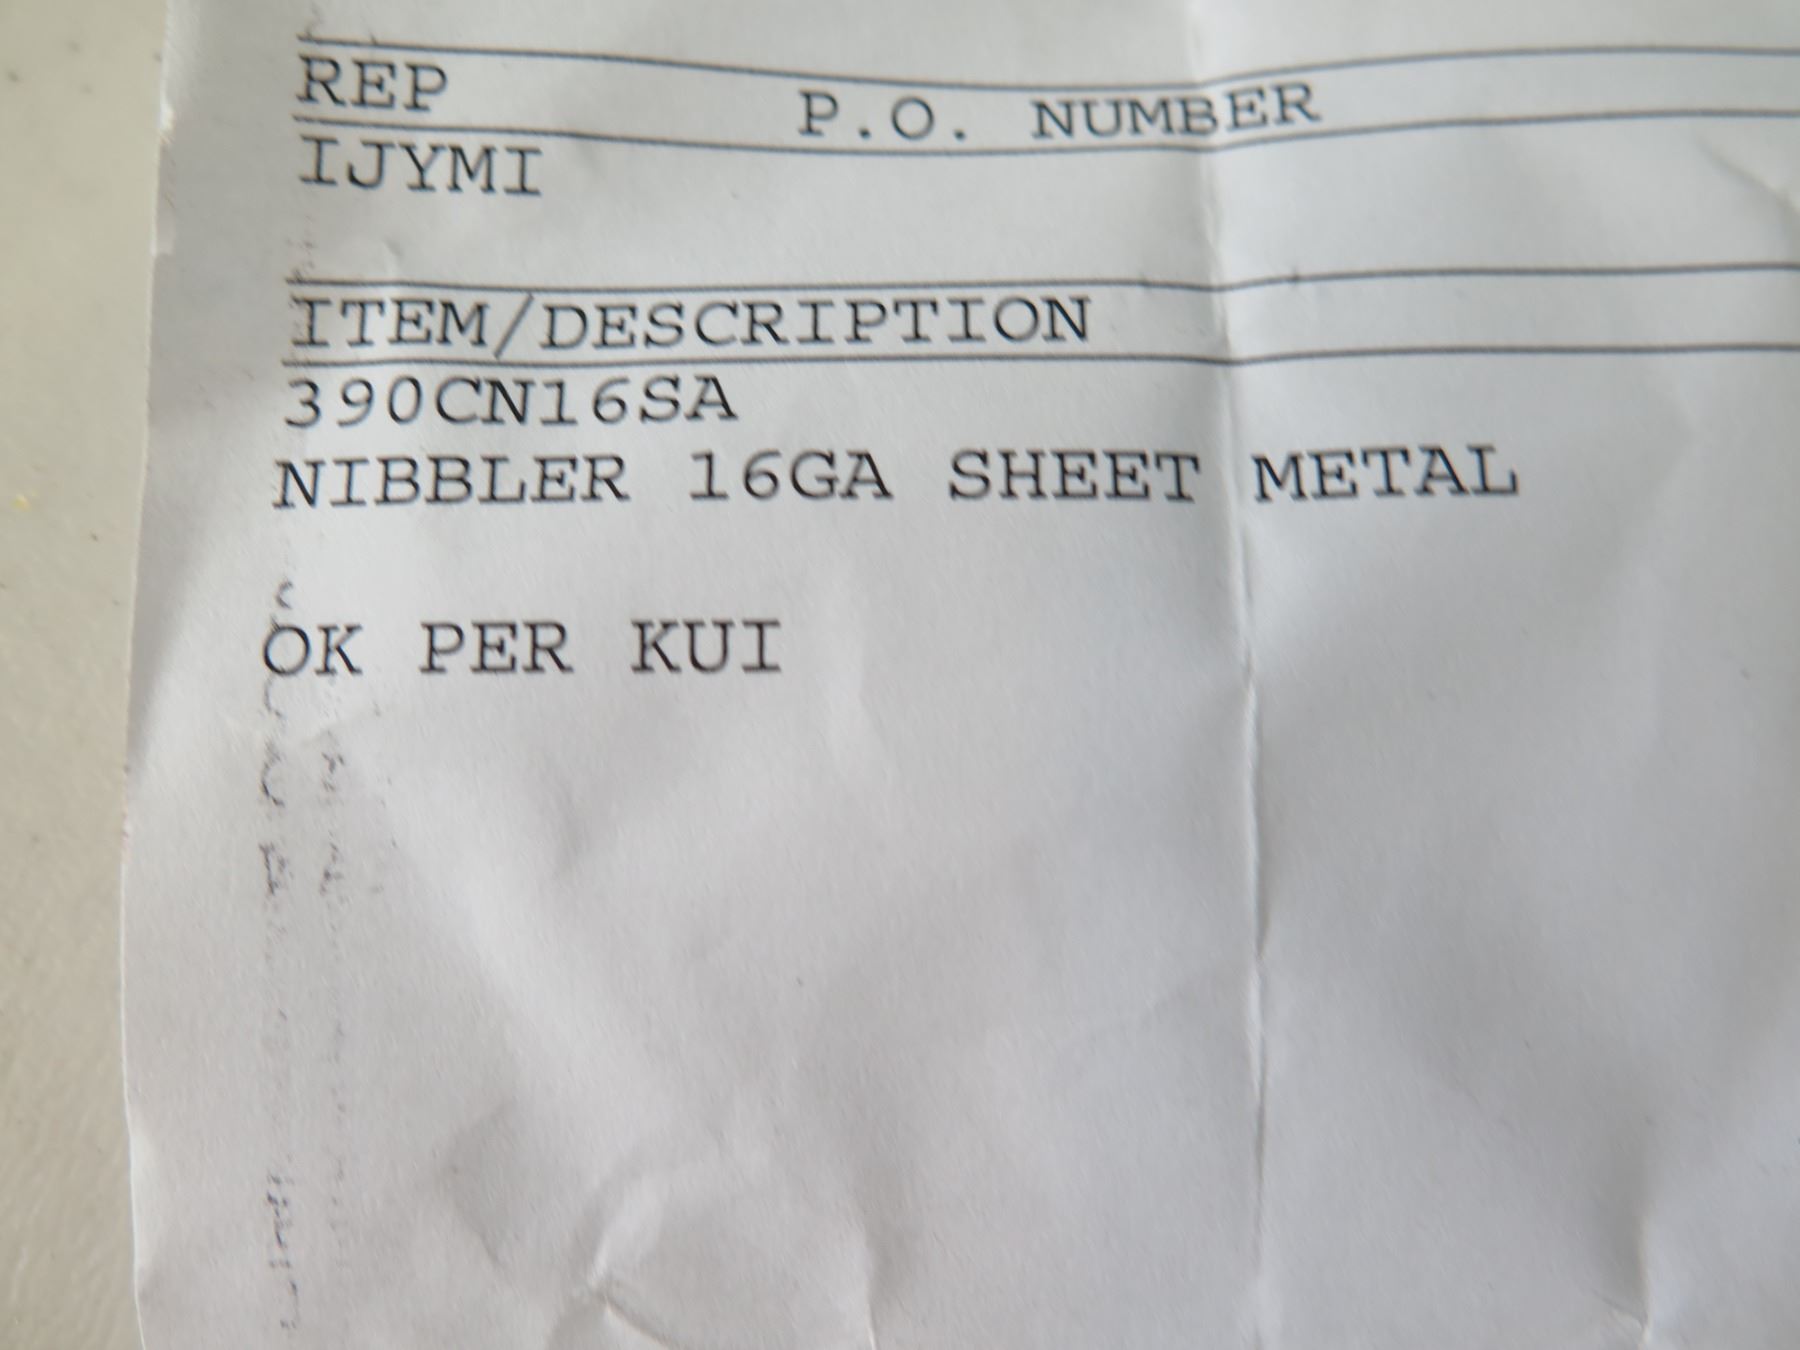 REP P.O. NUMBER
IJYMI
ITEM/DESCRIPTION
390CN16SA
NIBBLER 16GA SHEET METAL
OK PER KUI